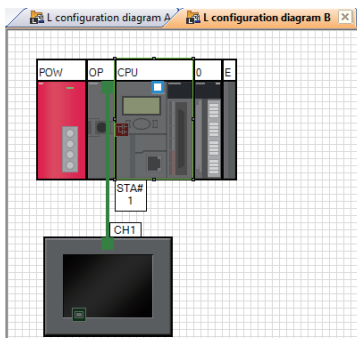 L configuration diagram A
L configuration diagram B
POW OP CPU 0 E
STA#
1
CH1